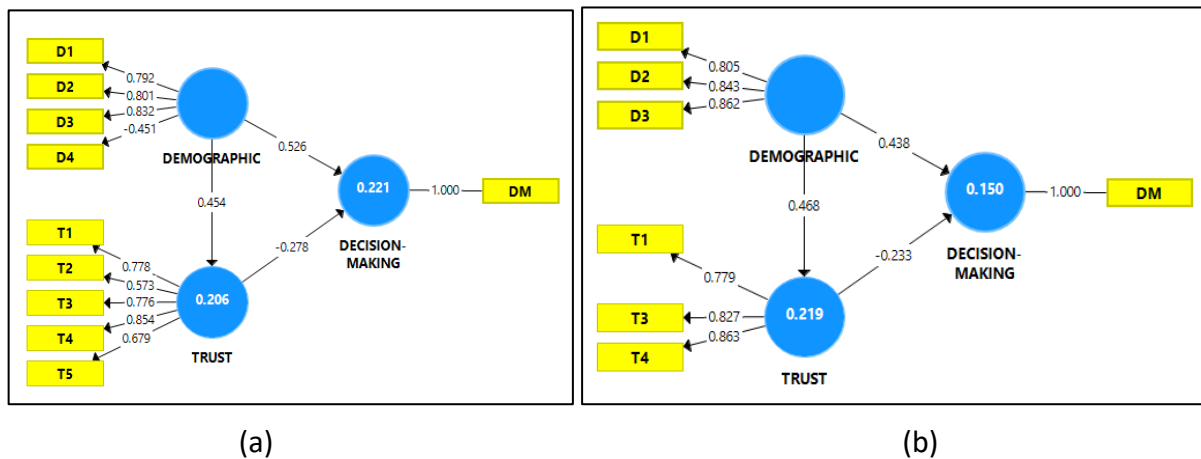 D1
D2
D3
D4
0.792
0.801
0.832
-0.451
DEMOGRAPHIC
0.526
0.454
0.221
1.000
DM
DECISION-
MAKING
-0.278
T1
T2
T3
T4
T5
0.778
0.573
0.776
0.854
0.679
0.206
TRUST
(a)
D1
D2
D3
0.805
0.843
0.862
DEMOGRAPHIC
0.438
0.468
0.150
1.000
DM
DECISION-
MAKING
-0.233
T1
T3
T4
0.779
0.827
0.863
0.219
TRUST
(b)